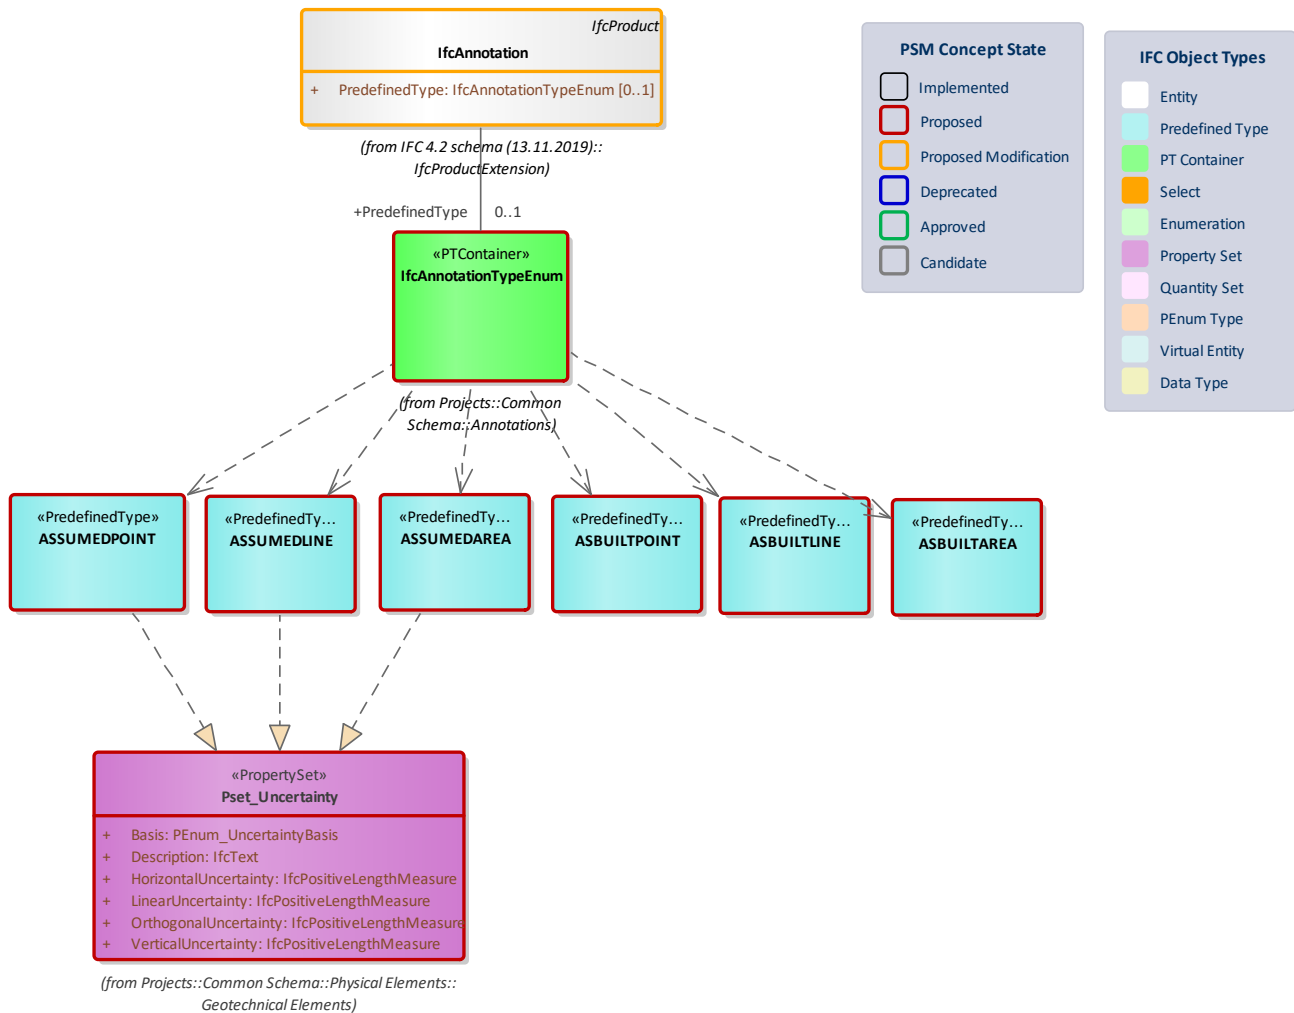 IfcProduct
IfcAnnotation
+ PredefinedType: IfcAnnotationTypeEnum [0..1]
(from IFC 4.2 schema (13.11.2019)::
IfcProductExtension)
+PredefinedType 0..1
«PTContainer»
IfcAnnotationTypeEnum
(from Projects::Common
Schema::Annotations)
«PredefinedType»
ASSUMEDPOINT
«PredefinedTy...
ASSUMEDLINE
«PredefinedTy...
ASSUMEDAREA
«PredefinedTy...
ASBUILTPOINT
«PredefinedTy...
ASBUILTLINE
«PredefinedTy...
ASBUILTAREA
«PropertySet»
Pset_Uncertainty
+ Basis: PEnum_UncertaintyBasis
+ Description: IfcText
+ HorizontalUncertainty: IfcPositiveLengthMeasure
+ LinearUncertainty: IfcPositiveLengthMeasure
+ OrthogonalUncertainty: IfcPositiveLengthMeasure
+ VerticalUncertainty: IfcPositiveLengthMeasure
(from Projects::Common Schema::Physical Elements::
Geotechnical Elements)
PSM Concept State
Implemented
Proposed
Proposed Modification
Deprecated
Approved
Candidate
IFC Object Types
Entity
Predefined Type
PT Container
Select
Enumeration
Property Set
Quantity Set
PEnum Type
Virtual Entity
Data Type